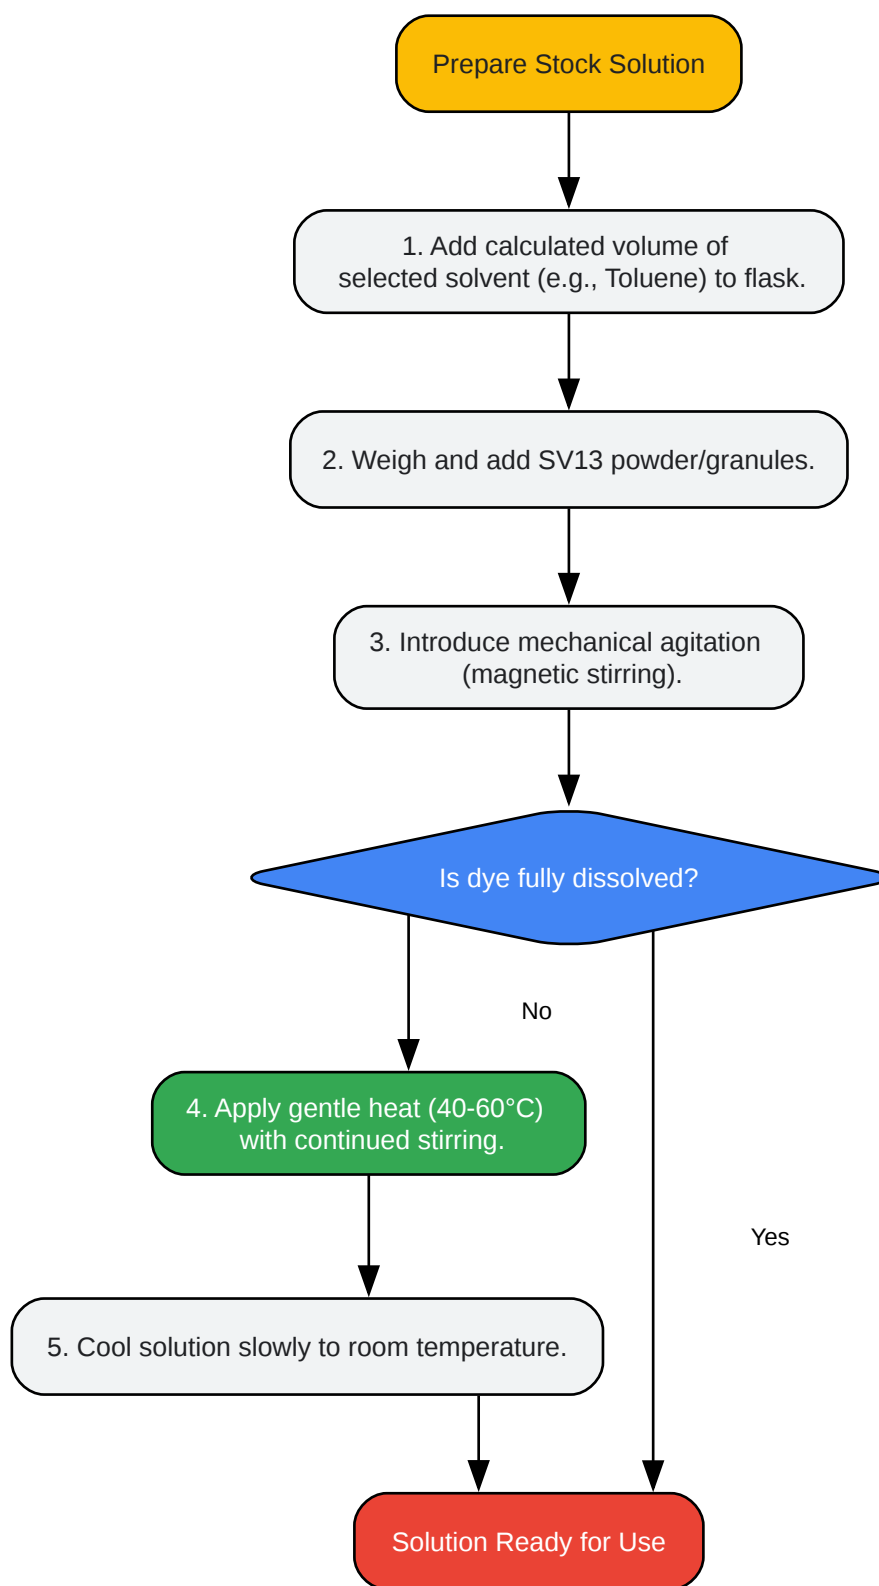 Prepare Stock Solution
1. Add calculated volume of
selected solvent (e.g., Toluene) to flask.
2. Weigh and add SV13 powder/granules.
3. Introduce mechanical agitation
(magnetic stirring).
Is dye fully dissolved?
No
4. Apply gentle heat (40-60°C)
with continued stirring.
Yes
5. Cool solution slowly to room temperature.
Solution Ready for Use